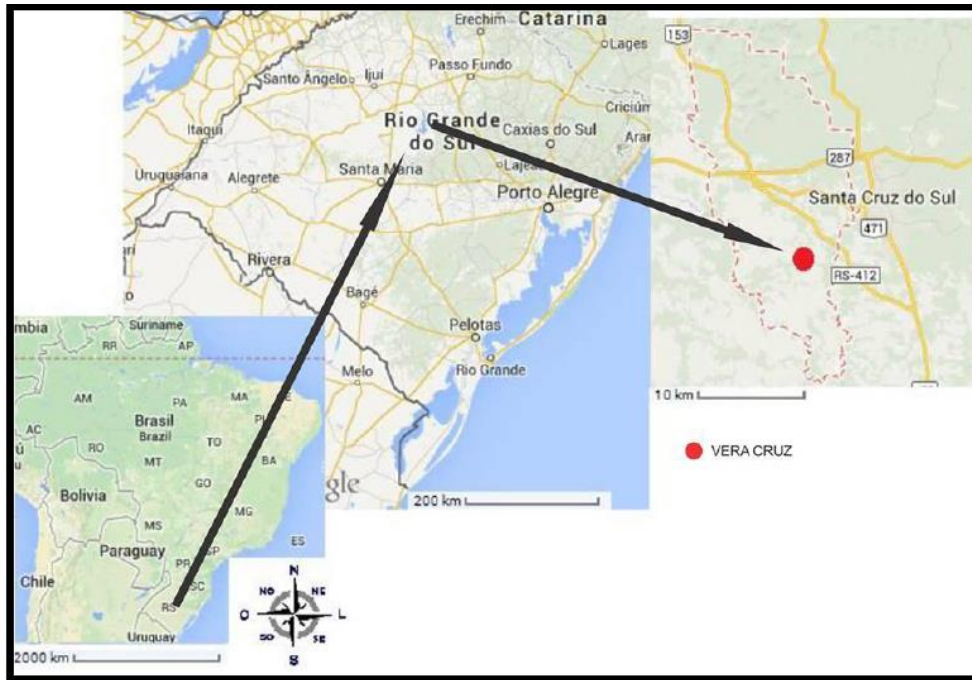 Erechim
Catarina
Lages
Passo Fundo
Santo Ângelo
Ijuí
Criciúm
Itaqui
Rio Grande
do Sul
Caxias do Sul
Aran
Lajea
Santa Maria
Uruguaiana
Alegrete
Porto Alegre
Rivera
Bagé
Pelotas
Rio Grande
Melo
gle
200 km
153
287
Santa Cruz do Sul
471
RS-412
10 km
VERA CRUZ
mbia
Suriname
RR
AP
AM
PA
MA
PI
E
Brasil
Brazil
AC
RO
TO
BA
MT
GO
Bolivia
MG
MS
ES
Paraguay
SP
PR
SC
Chile
RS
Uruguay
2000 km
N
NO
NE
O
L
SO
SE
S